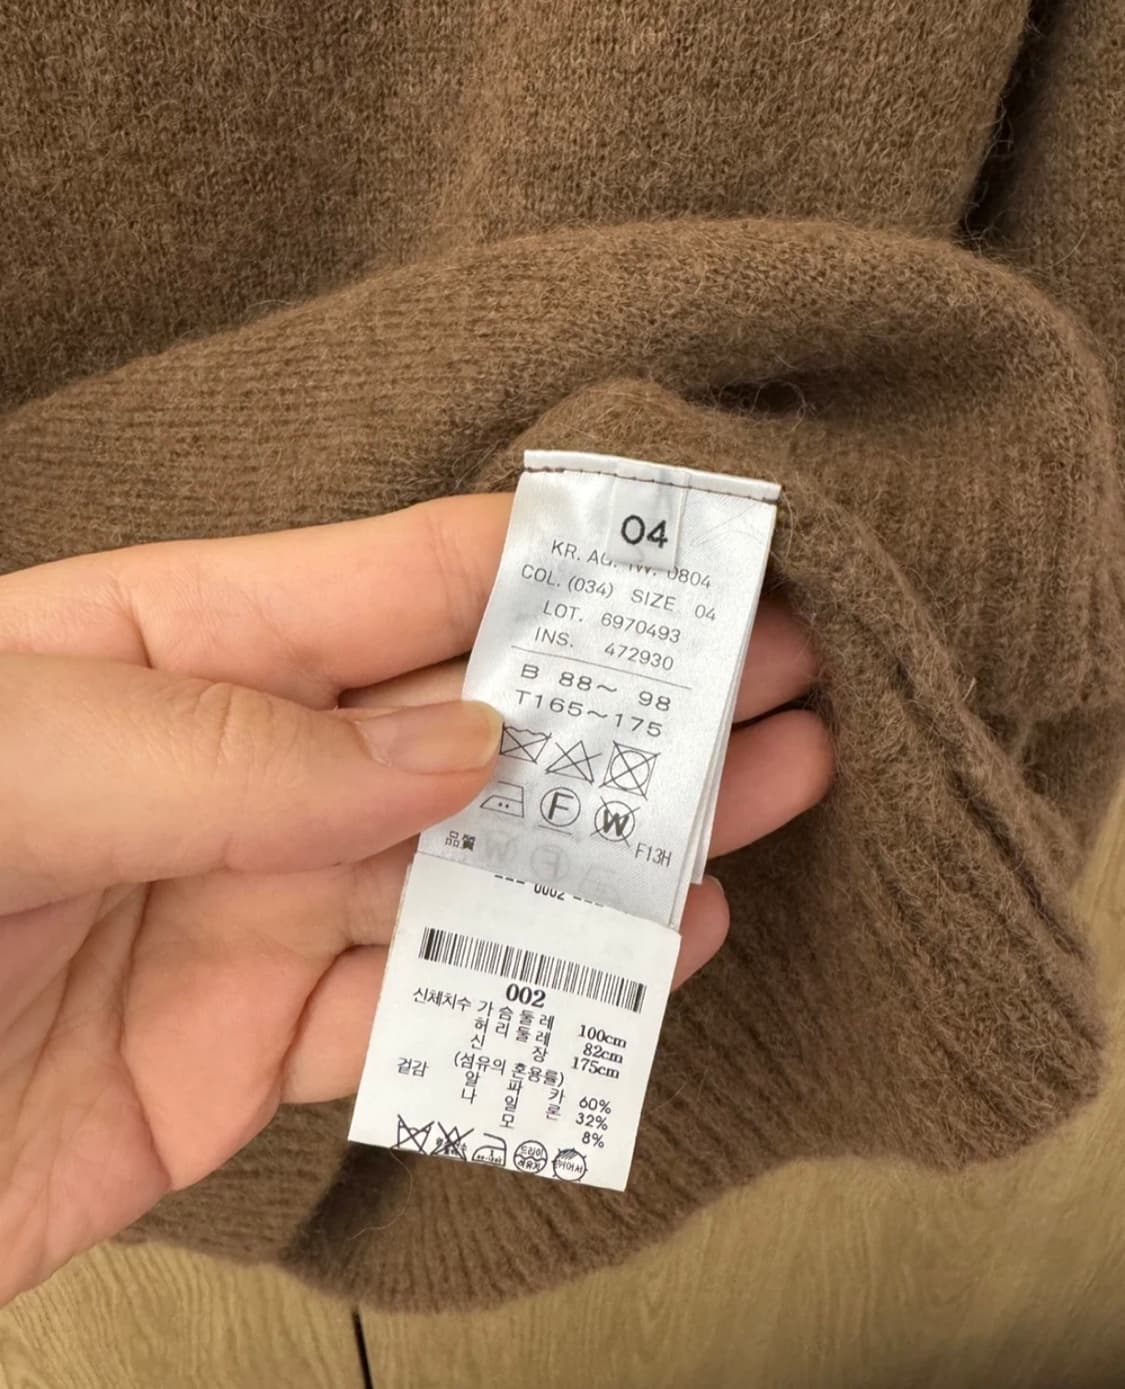 04
KR. AG. 0804
COL. (034) SIZE 04
LOT. 6970493
INS. 472930
B 88~ 98
T165~175
F W
品質 F13H
--- 0002 ---
002
신체치수 가슴둘레 100cm
허리둘레 82cm
신장 175cm
(섬유의 혼용률)
겉감 알파카 60%
나일론 32%
모 8%